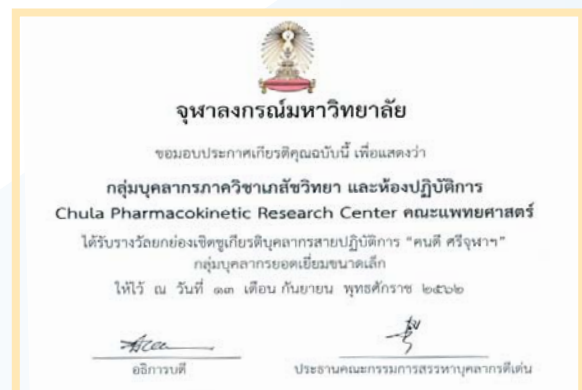 จุฬาลงกรณ์มหาวิทยาลัย
ขอมอบประกาศเกียรติคุณฉบับนี้ เพื่อแสดงว่า
กลุ่มบุคลากรภาควิชาเภสัชวิทยา และห้องปฏิบัติการ
Chula Pharmacokinetic Research Center คณะแพทยศาสตร์
ได้รับรางวัลยกย่องเชิดชูเกียรติบุคลากรสายปฏิบัติการ "คนดี ศรีจุฬาฯ"
กลุ่มบุคลากรยอดเยี่ยมขนาดเล็ก
ให้ไว้ ณ วันที่ ๑๓ เดือน กันยายน พุทธศักราช ๒๕๖๒
อธิการบดี
ประธานคณะกรรมการสรรหาบุคลากรดีเด่น